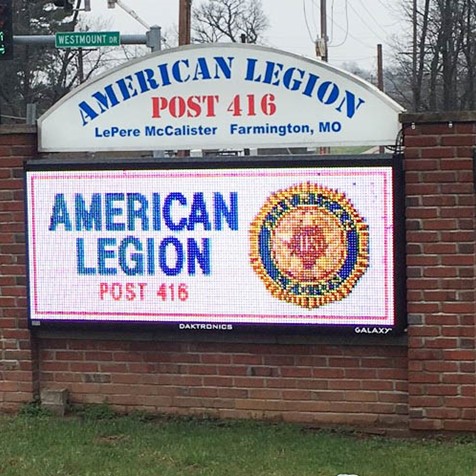 WESTMOUNT DR
AMERICAN LEGION
POST 416
LePere McCalister Farmington, MO
AMERICAN
LEGION
POST 416
DAKTRONICS
GALAXY